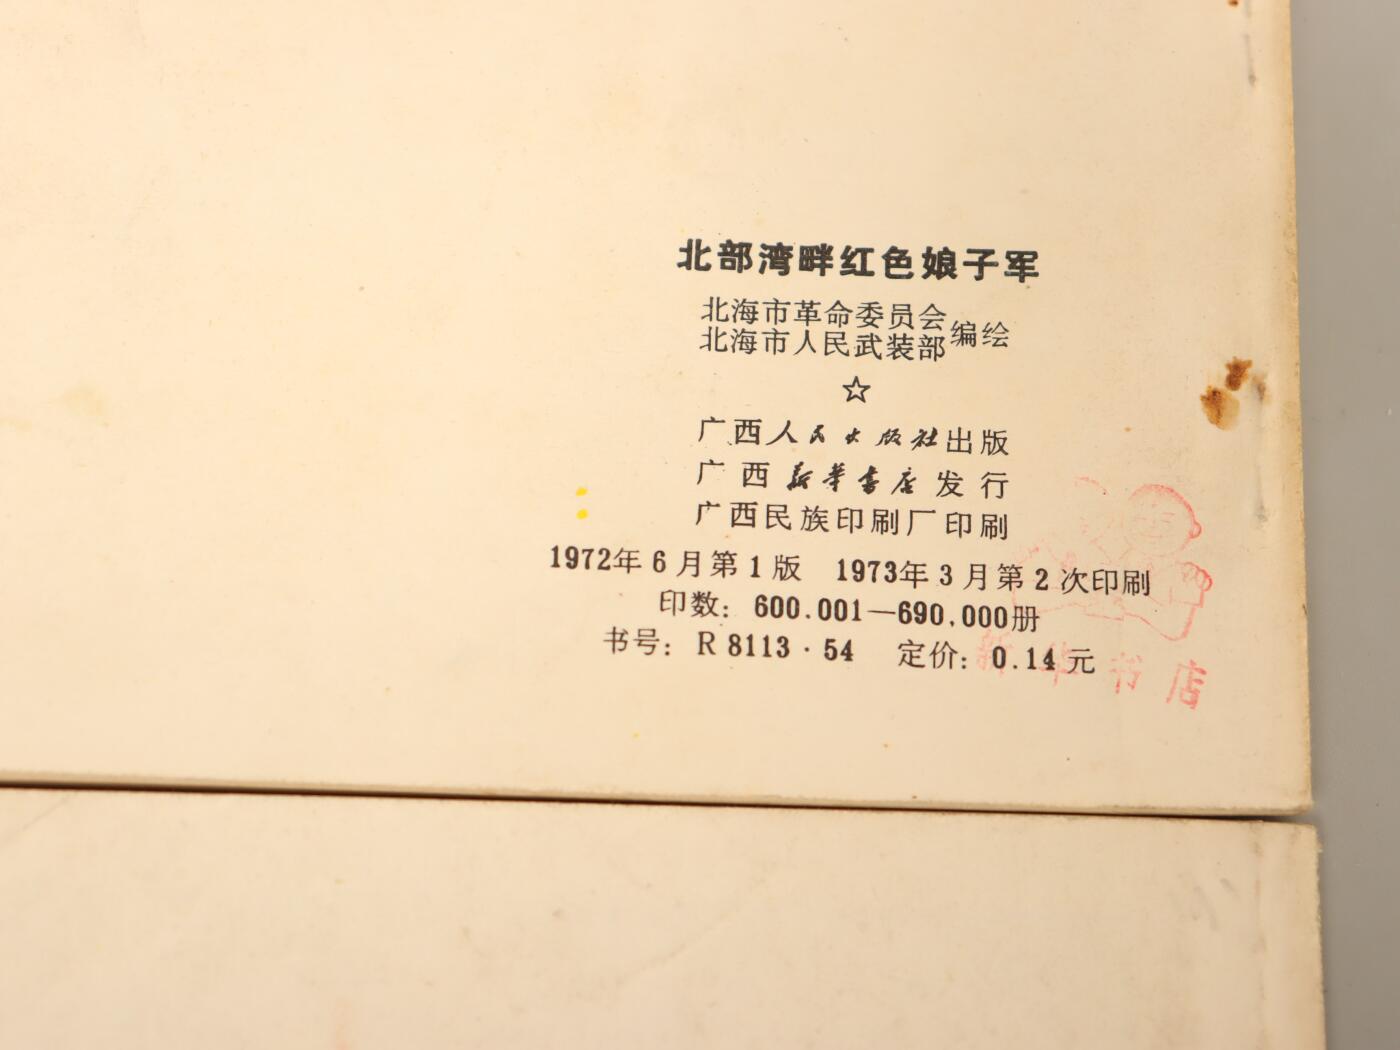 北部湾畔红色娘子军
北海市革命委员会
北海市人民武装部
编绘
☆
广西人民出版社出版
广西新华书店发行
广西民族印刷厂印刷
1972年6月第1版 1973年3月第2次印刷
印数：600.001—690,000册
书号：R 8113·54 定价：0.14元
新华书店